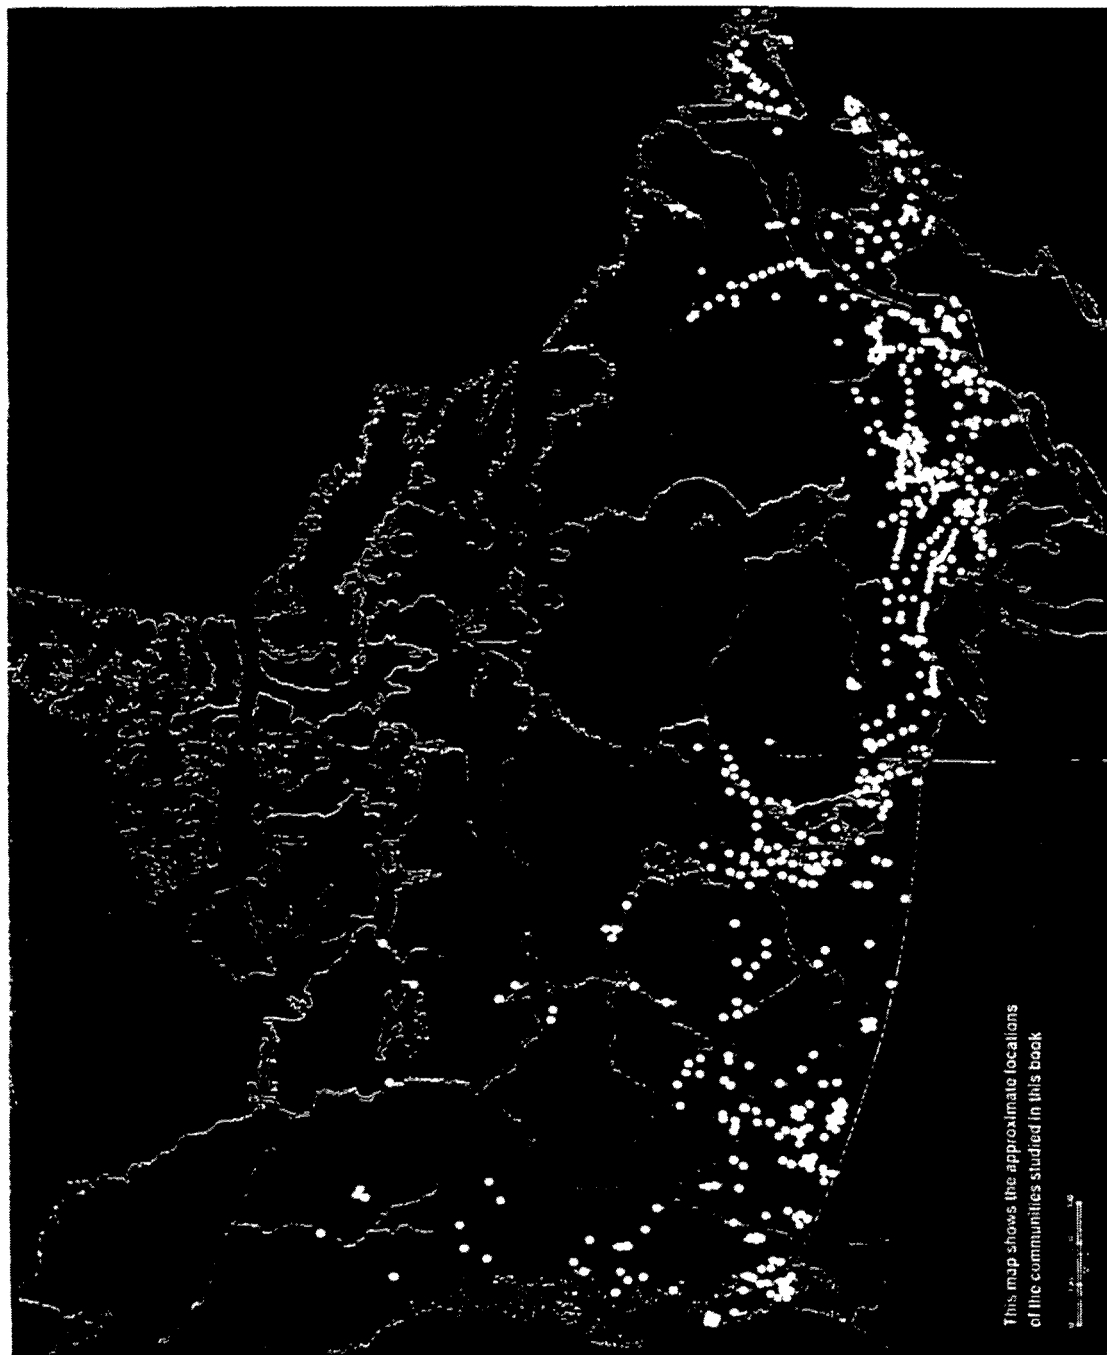 This map shows the approximate locations
of the communities studied in this book